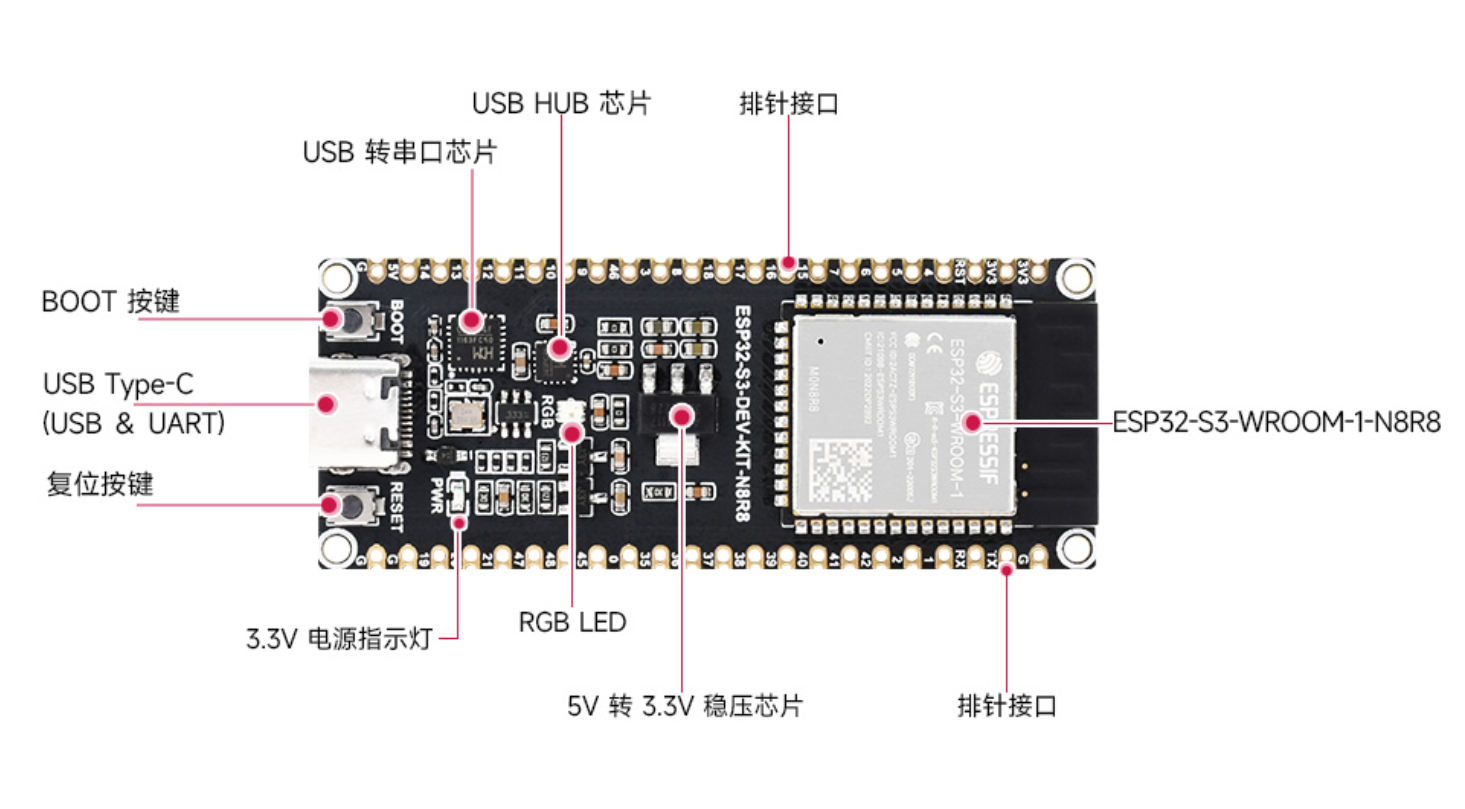 USB HUB 芯片
排针接口
USB 转串口芯片
BOOT 按键
USB Type-C
(USB & UART)
复位按键
G 5V 14 13 12 11 10 9 46 3 8 18 17 16 15 7 6 5 4 RST 3V3 3V3
BOOT
RGB
PWR
RESET
333
ESP32-S3-DEV-KIT-N8R8
ESPRESSIF
ESP32-S3-WROOM-1
CE
M0N8R8
ESP32-S3-WROOM-1-N8R8
G G 19 21 47 48 45 0 35 36 37 38 39 40 41 42 2 1 RX TX G
3.3V 电源指示灯
RGB LED
5V 转 3.3V 稳压芯片
排针接口